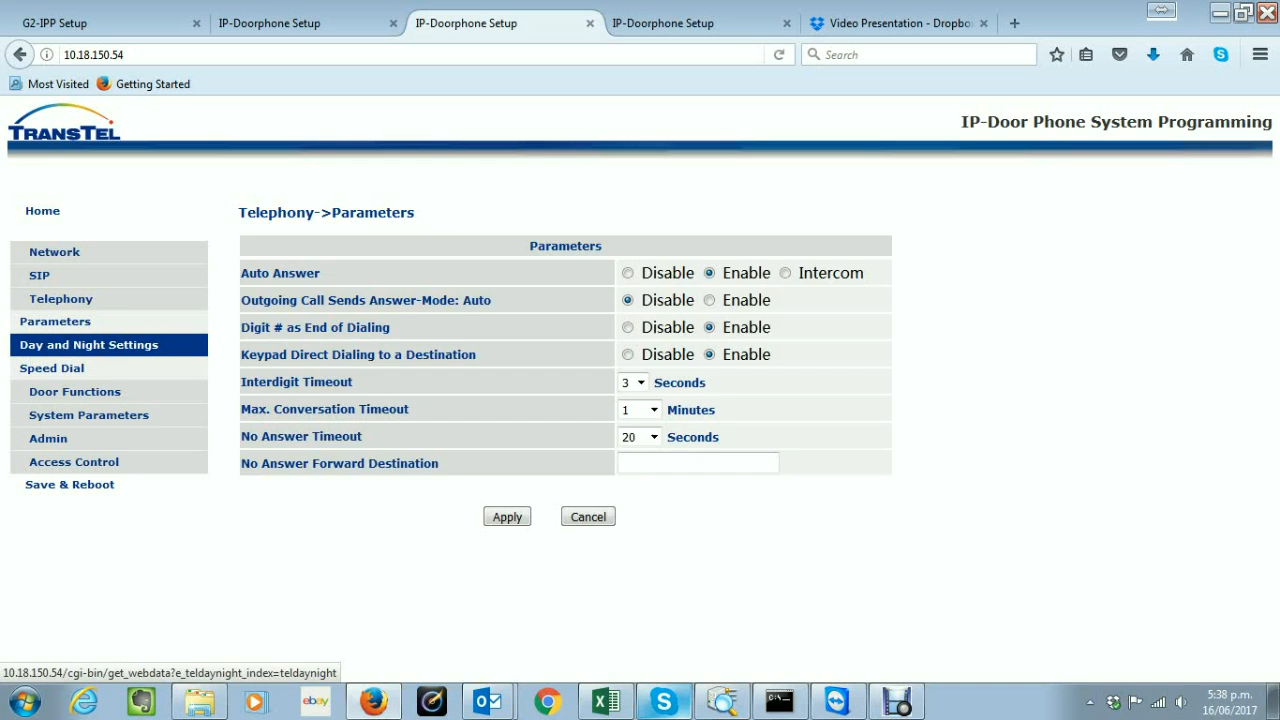 G2-IPP Setup
IP-Doorphone Setup
IP-Doorphone Setup
IP-Doorphone Setup
Video Presentation - Dropbo
10.18.150.54
Search
Most Visited
Getting Started
TRANSTEL
IP-Door Phone System Programming
Home
Network
SIP
Telephony
Parameters
Day and Night Settings
Speed Dial
Door Functions
System Parameters
Admin
Access Control
Save & Reboot
Telephony->Parameters
Parameters
Auto Answer Disable Enable Intercom
Outgoing Call Sends Answer-Mode: Auto Disable Enable
Digit # as End of Dialing Disable Enable
Keypad Direct Dialing to a Destination Disable Enable
Interdigit Timeout 3 Seconds
Max. Conversation Timeout 1 Minutes
No Answer Timeout 20 Seconds
No Answer Forward Destination
Apply Cancel
10.18.150.54/cgi-bin/get_webdata?e_teldaynight_index=teldaynight
ebay
5:38 p.m.
16/06/2017